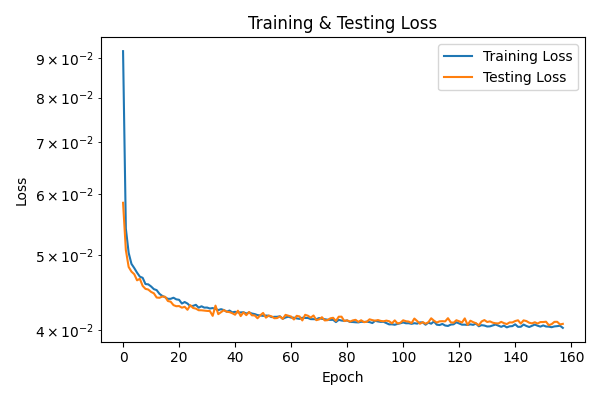 Training & Testing Loss
Training Loss
Testing Loss
Loss
9 × 10⁻²
8 × 10⁻²
7 × 10⁻²
6 × 10⁻²
5 × 10⁻²
4 × 10⁻²
0 20 40 60 80 100 120 140 160
Epoch